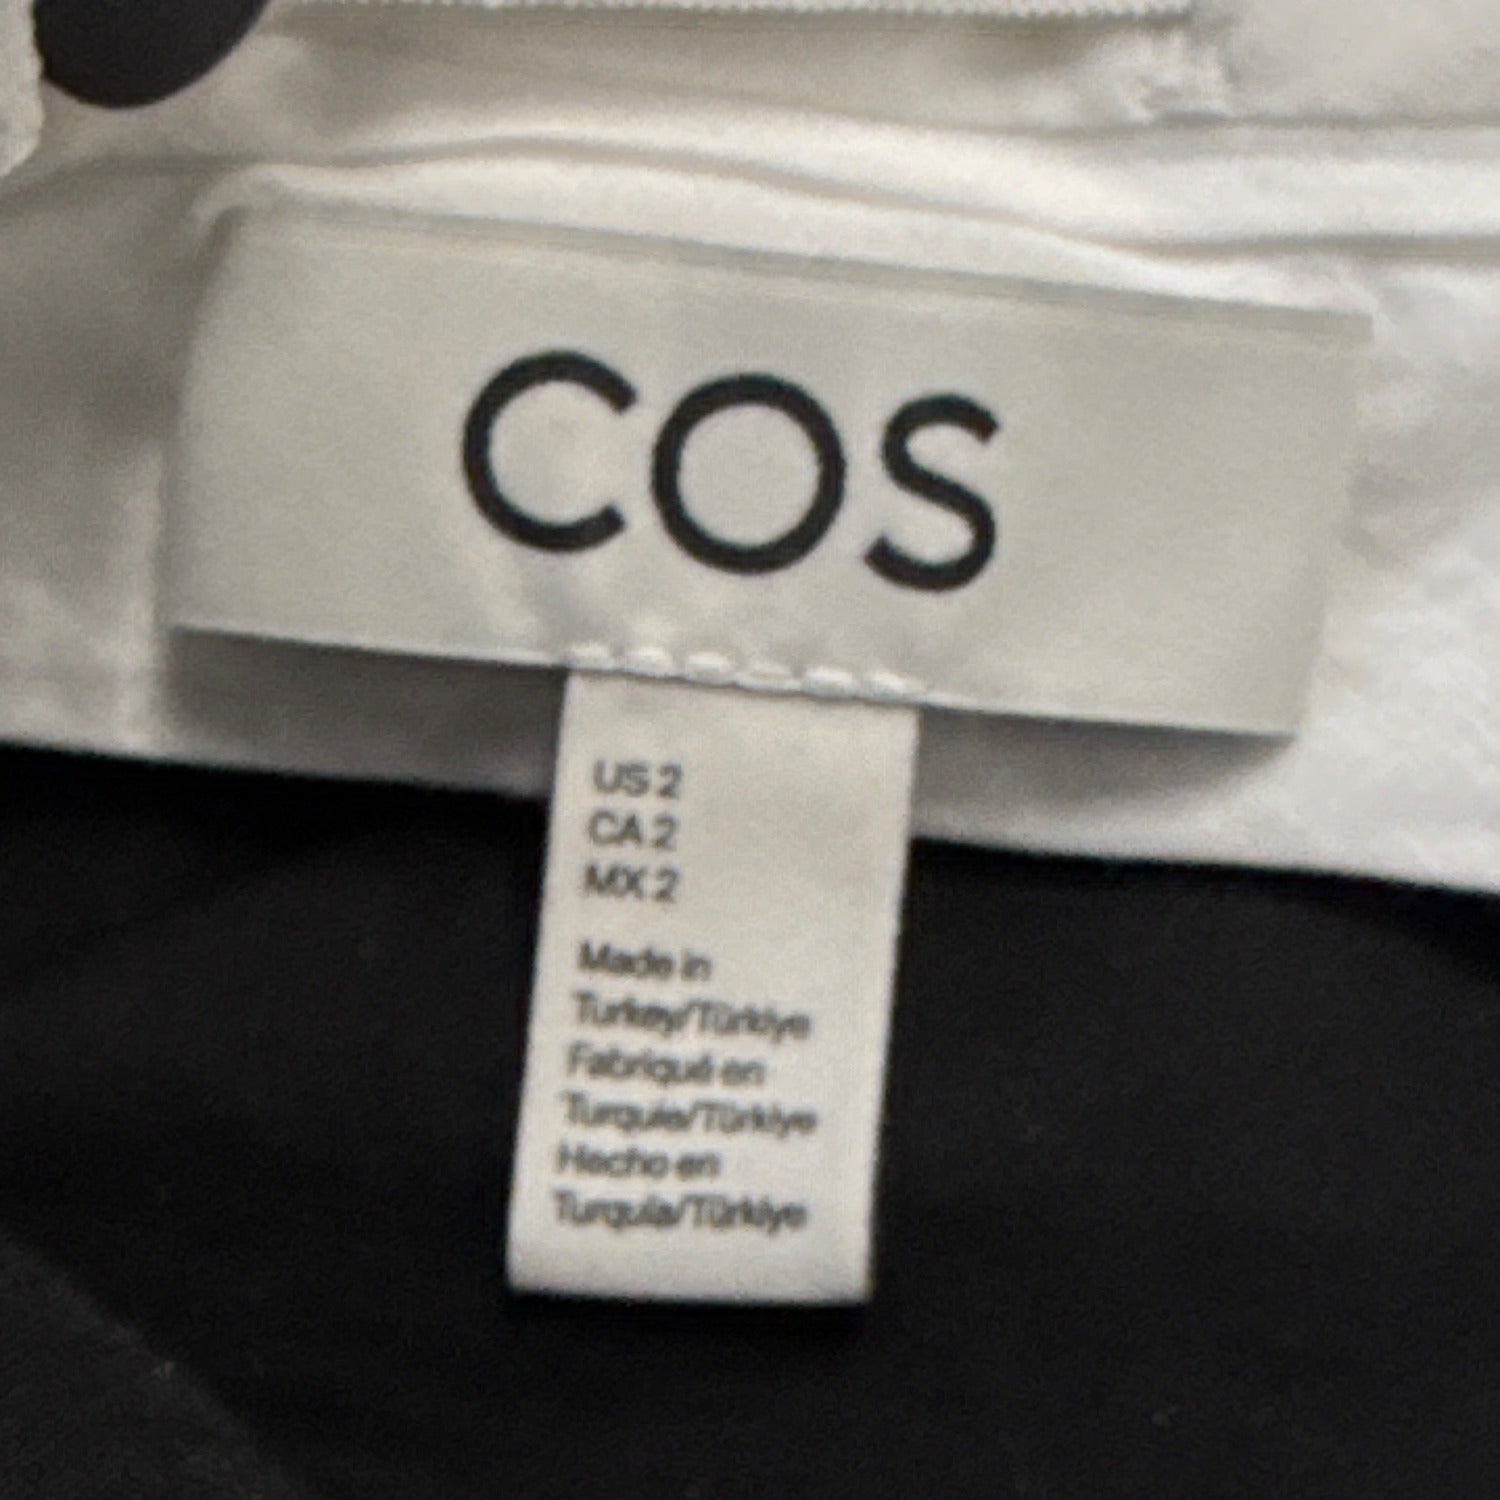 COS
US 2
CA 2
MX 2
Made in
Turkey/Türkiye
Fabriqué en
Turquie/Türkiye
Hecho en
Turquía/Türkiye